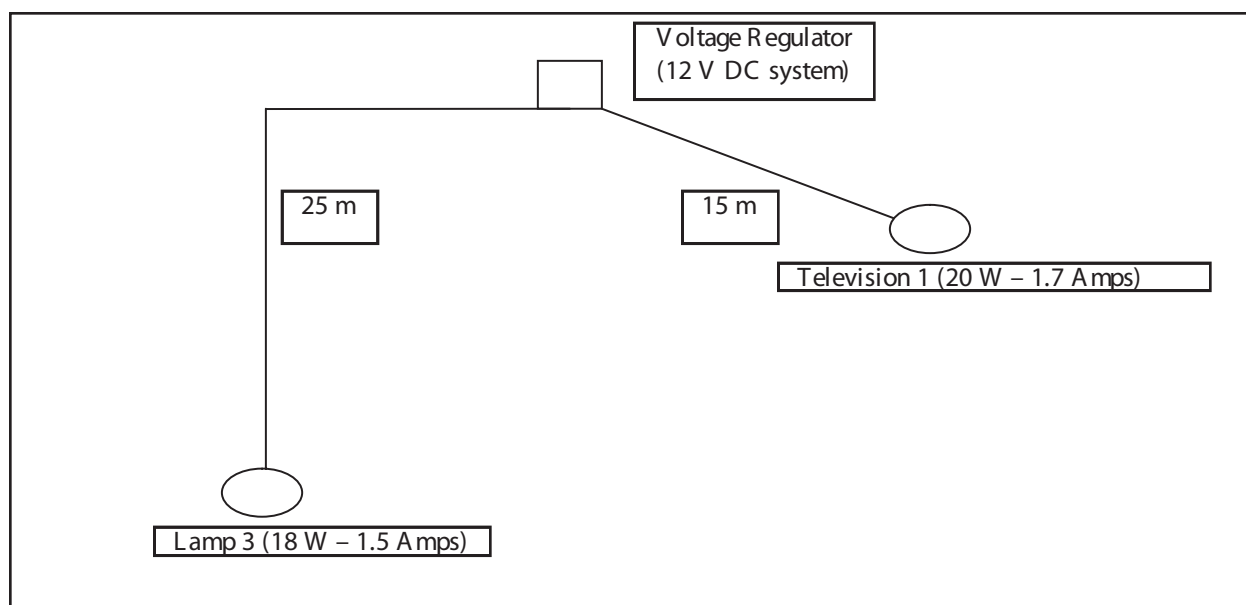 Voltage Regulator
(12 V DC system)
25 m
15 m
Television 1 (20 W – 1.7 Amps)
Lamp 3 (18 W – 1.5 Amps)